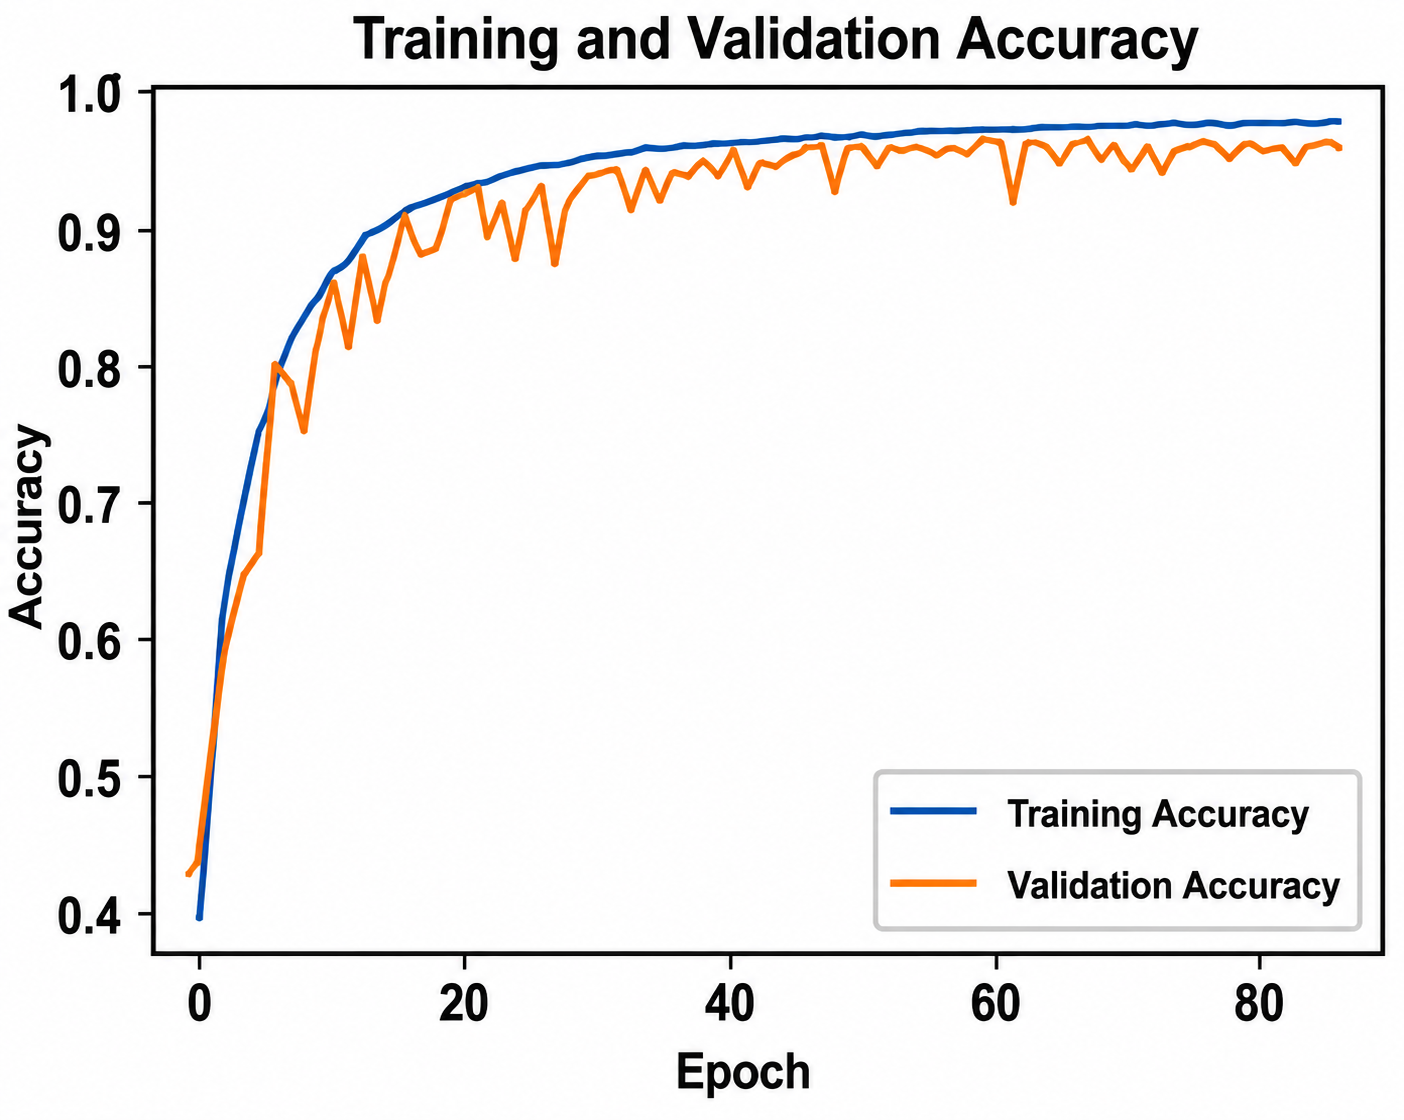 Training and Validation Accuracy
1.0
0.9
0.8
0.7
0.6
0.5
0.4
Accuracy
Training Accuracy
Validation Accuracy
0 20 40 60 80
Epoch